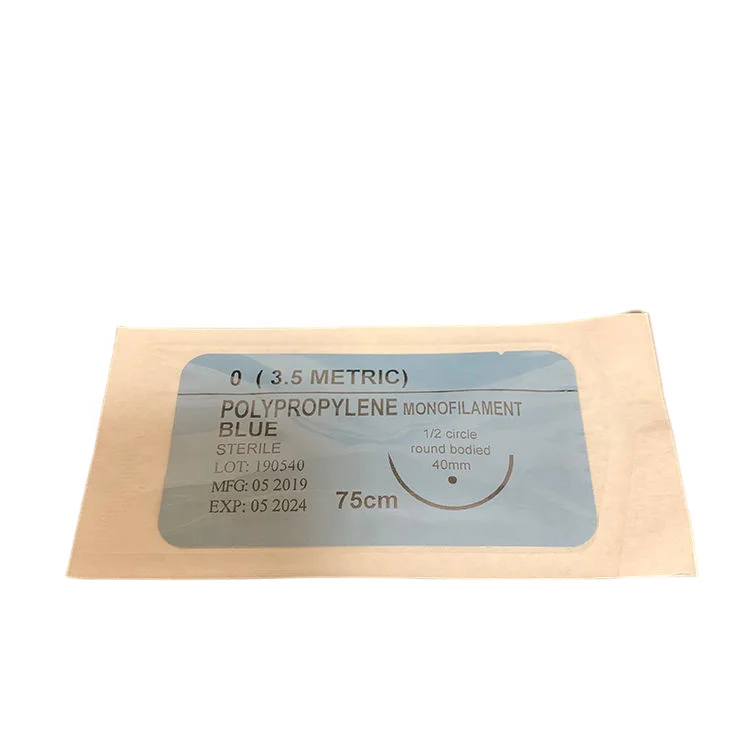 0 ( 3.5 METRIC)
POLYPROPYLENE MONOFILAMENT
BLUE
STERILE
LOT: 190540
MFG: 05 2019
EXP: 05 2024
75cm
1/2 circle
round bodied
40mm